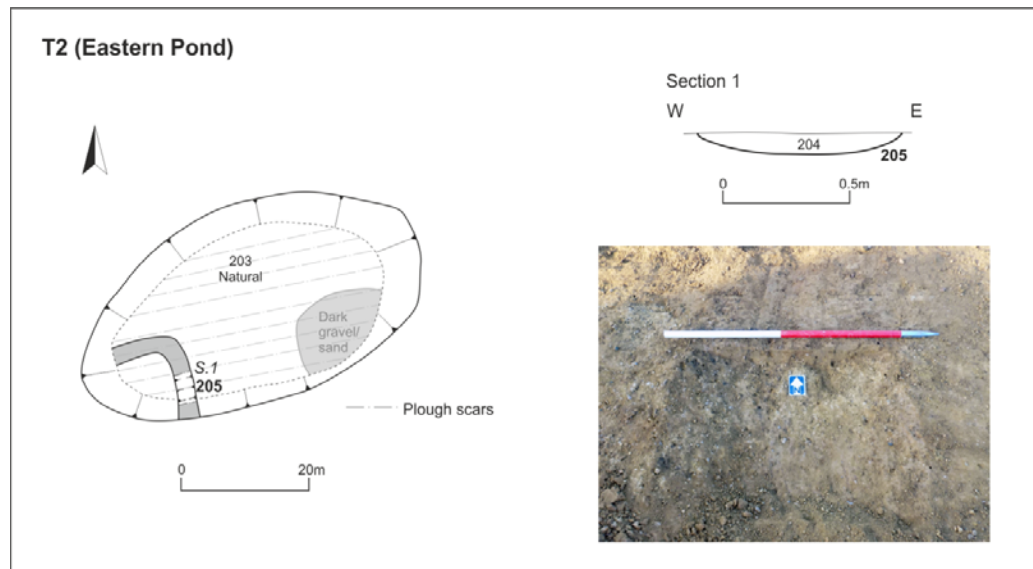 T2 (Eastern Pond)
Section 1
W
E
204
205
0
0.5m
203
Natural
Dark
gravel/
sand
S.1
205
Plough scars
0
20m